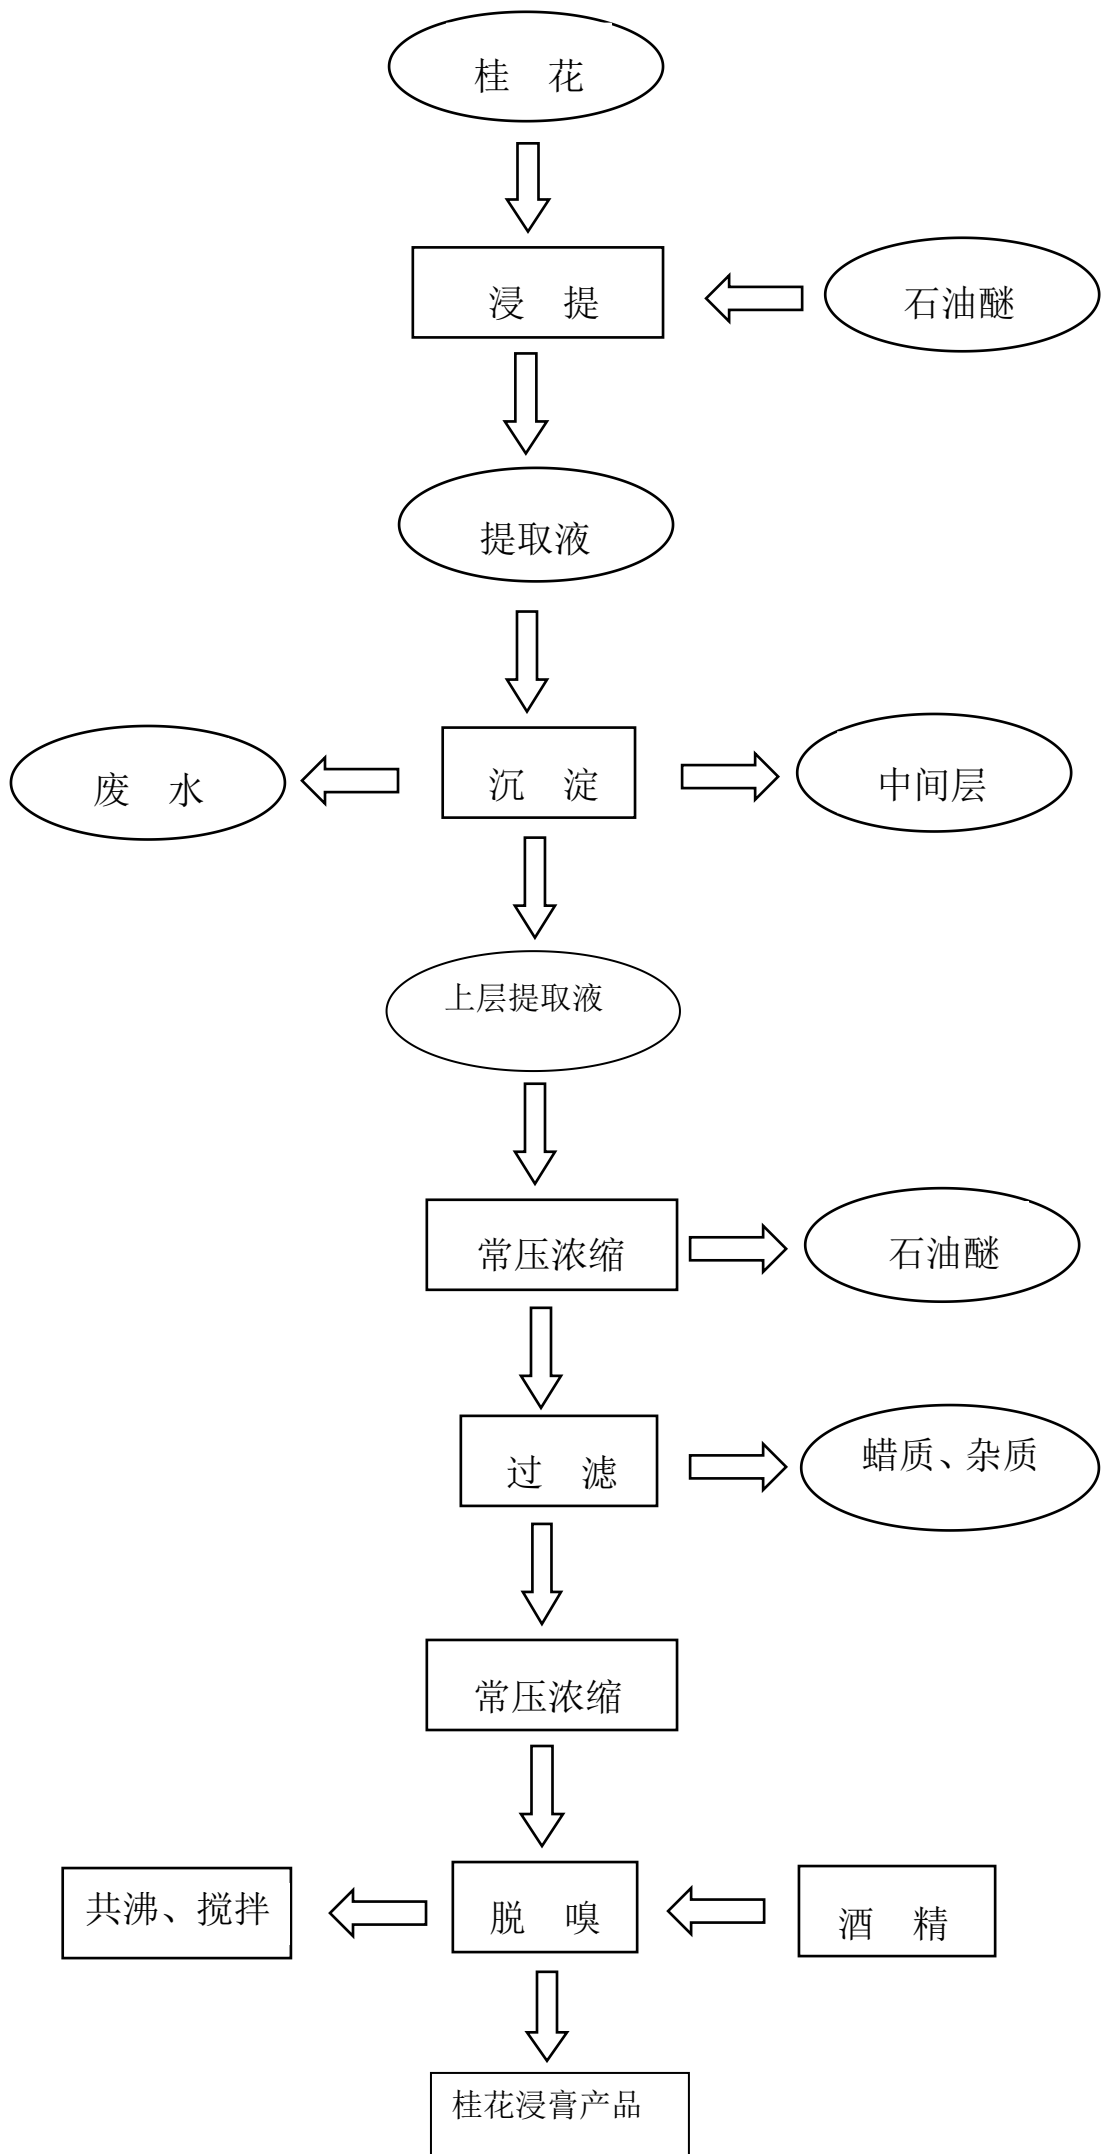 桂　花
浸　提
石油醚
提取液
废　水
沉　淀
中间层
上层提取液
常压浓缩
石油醚
过　滤
蜡质、杂质
常压浓缩
共沸、搅拌
脱　嗅
酒　精
桂花浸膏产品